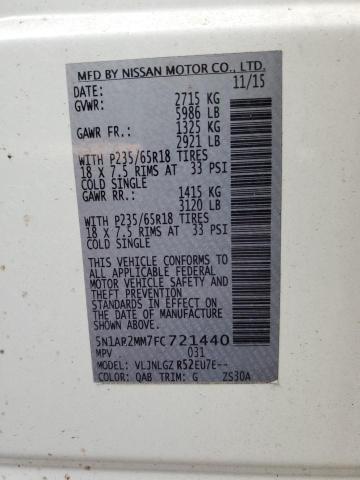 MFD BY NISSAN MOTOR CO., LTD.
DATE: 11/15
GVWR: 2715 KG
5986 LB
GAWR FR.: 1325 KG
2921 LB
WITH P235/65R18 TIRES
18 X 7.5 RIMS AT 33 PSI
COLD SINGLE
GAWR RR.: 1415 KG
3120 LB
WITH P235/65R18 TIRES
18 X 7.5 RIMS AT 33 PSI
COLD SINGLE
THIS VEHICLE CONFORMS TO
ALL APPLICABLE FEDERAL
MOTOR VEHICLE SAFETY AND
THEFT PREVENTION
STANDARDS IN EFFECT ON
THE DATE OF MANUFACTURE
SHOWN ABOVE.
5N1AR2MM7FC721440
MPV 031
MODEL: VLJNLGZ R52EU7E--
COLOR: QAB TRIM: G ZS30A